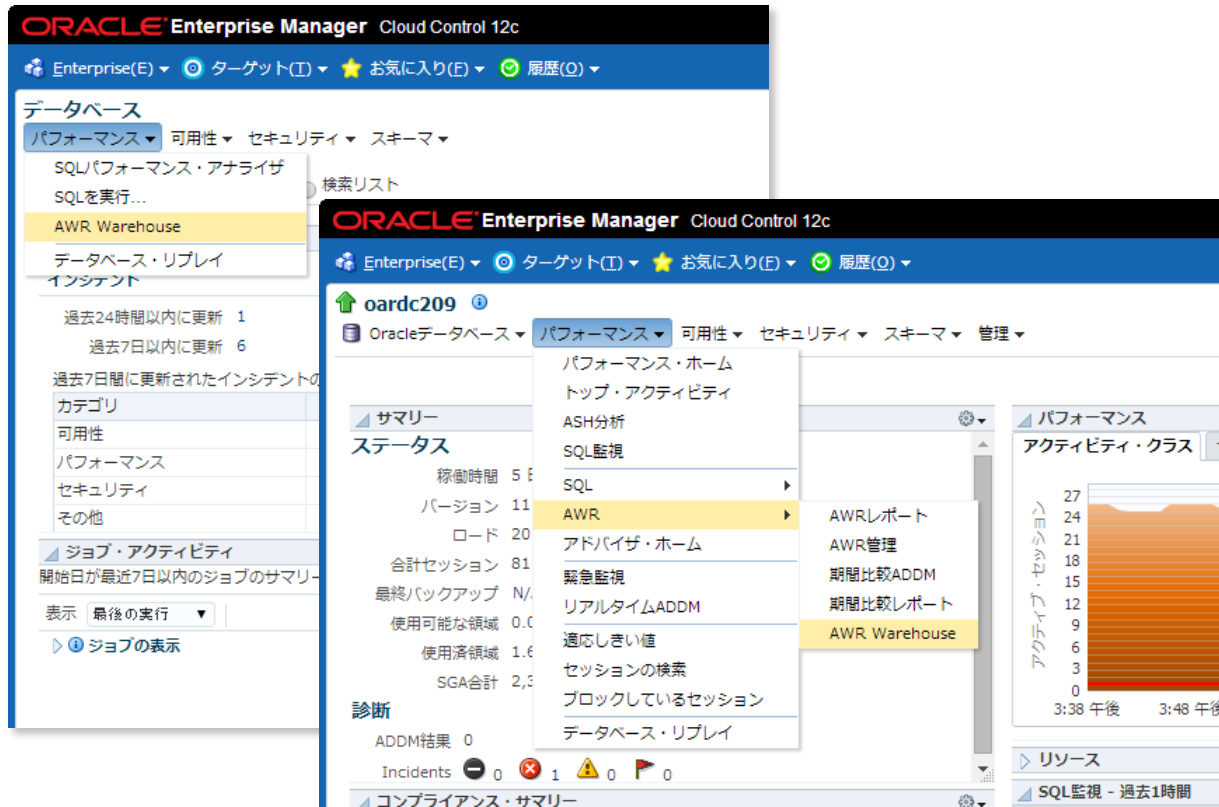 ORACLE Enterprise Manager Cloud Control 12c
Enterprise(E) ターゲット(T) お気に入り(F) 履歴(O)
データベース
パフォーマンス 可用性 セキュリティ スキーマ
SQLパフォーマンス・アナライザ
SQLを実行...
AWR Warehouse
データベース・リプレイ
検索リスト
インシデント
過去24時間以内に更新 1
過去7日以内に更新 6
過去7日間に更新されたインシデントの
カテゴリ
可用性
パフォーマンス
セキュリティ
その他
ジョブ・アクティビティ
開始日が最近7日以内のジョブのサマリー
表示 最後の実行
ジョブの表示
ORACLE Enterprise Manager Cloud Control 12c
Enterprise(E) ターゲット(T) お気に入り(F) 履歴(O)
oardc209
Oracleデータベース パフォーマンス 可用性 セキュリティ スキーマ 管理
パフォーマンス・ホーム
トップ・アクティビティ
ASH分析
SQL監視
SQL
AWR
アドバイザ・ホーム
緊急監視
リアルタイムADDM
適応しきい値
セッションの検索
ブロックしているセッション
データベース・リプレイ
AWRレポート
AWR管理
期間比較ADDM
期間比較レポート
AWR Warehouse
サマリー
ステータス
稼働時間 5
バージョン 11
ロード 20
合計セッション 81
最終バックアップ N/
使用可能な領域 0.0
使用済領域 1.6
SGA合計 2,3
診断
ADDM結果 0
Incidents 0 1 0 0
コンプライアンス・サマリー
パフォーマンス
アクティビティ・クラス
アクティブ・セッション
27
24
21
18
15
12
9
6
3
0
3:38 午後 3:48 午後
リソース
SQL監視 - 過去1時間